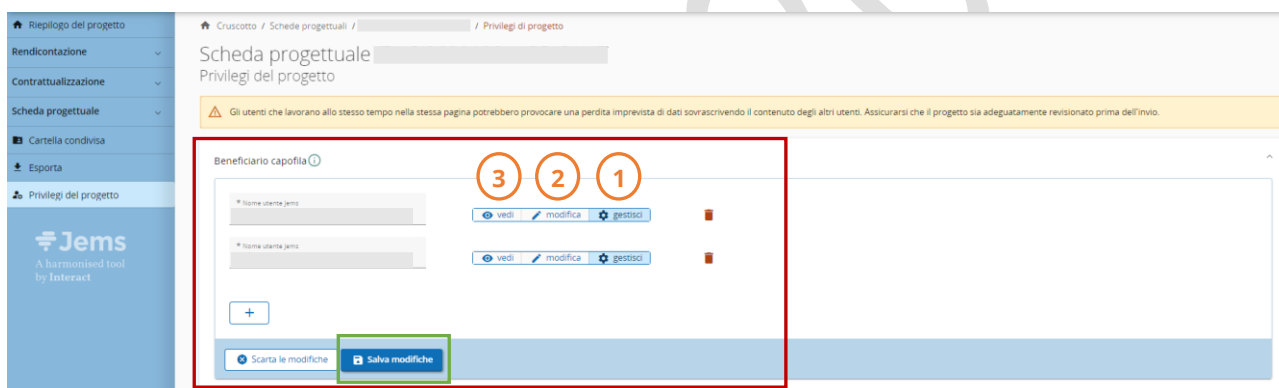 Riepilogo del progetto
Rendicontazione
Contrattualizzazione
Scheda progettuale
Cartella condivisa
Esporta
Privilegi del progetto
Jems
A harmonised tool
by Interact
Cruscotto / Schede progettuali / / Privilegi di progetto
Scheda progettuale
Privilegi del progetto
Gli utenti che lavorano allo stesso tempo nella stessa pagina potrebbero provocare una perdita imprevista di dati sovrascrivendo il contenuto degli altri utenti. Assicurarsi che il progetto sia adeguatamente revisionato prima dell'invio.
Beneficiario capofila
3 2 1
* Nome utente Jems
vedi modifica gestisci
* Nome utente Jems
vedi modifica gestisci
+
Scarta le modifiche Salva modifiche